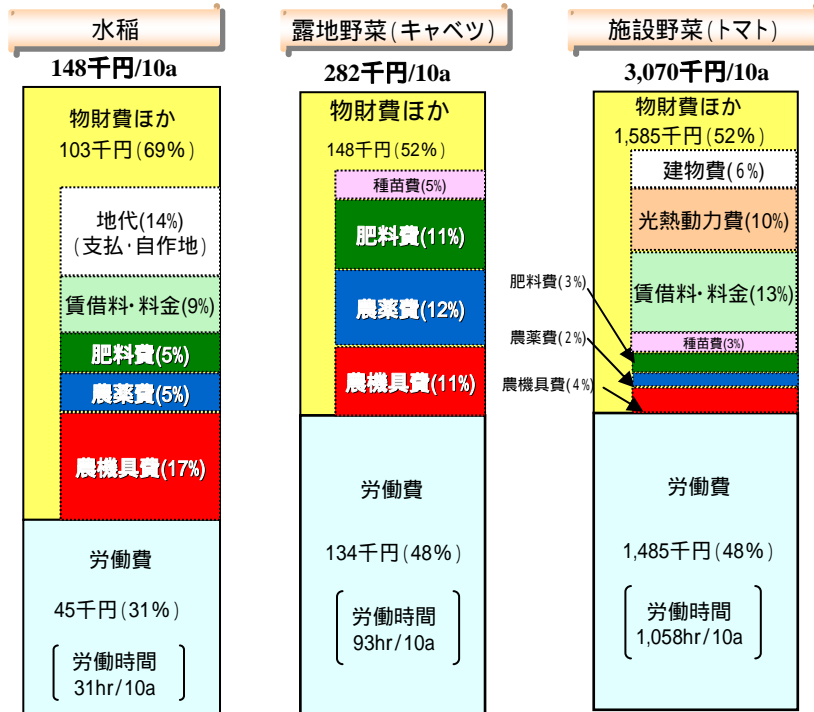 水稲
148千円/10a
物財費ほか
103千円(69%)
地代(14%)
(支払・自作地)
賃借料・料金(9%)
肥料費(5%)
農薬費(5%)
農機具費(17%)
労働費
45千円(31%)
労働時間
31hr/10a
露地野菜(キャベツ)
282千円/10a
物財費ほか
148千円(52%)
種苗費(5%)
肥料費(11%)
農薬費(12%)
農機具費(11%)
労働費
134千円(48%)
労働時間
93hr/10a
施設野菜(トマト)
3,070千円/10a
物財費ほか
1,585千円(52%)
建物費(6%)
光熱動力費(10%)
賃借料・料金(13%)
種苗費(3%)
肥料費(3%)
農薬費(2%)
農機具費(4%)
労働費
1,485千円(48%)
労働時間
1,058hr/10a